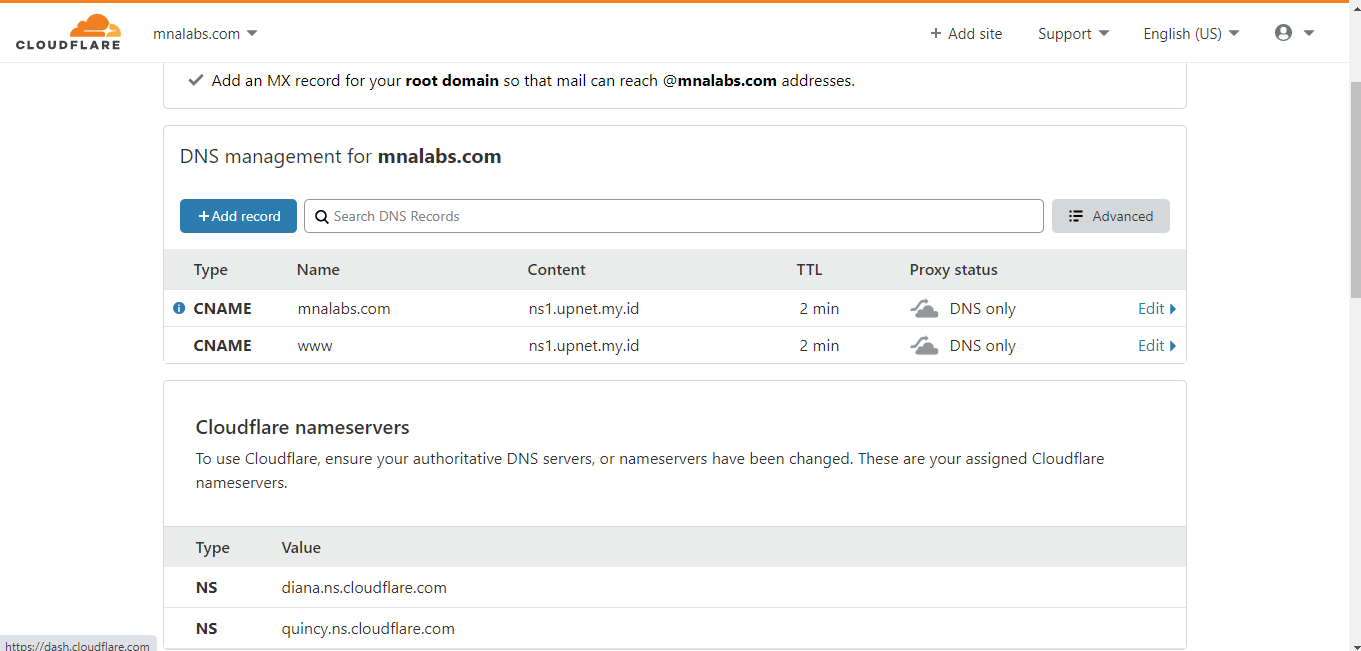 CLOUDFLARE
mnalabs.com
+ Add site
Support
English (US)
Add an MX record for your root domain so that mail can reach @mnalabs.com addresses.
DNS management for mnalabs.com
+Add record
Search DNS Records
Advanced
Type Name Content TTL Proxy status
CNAME mnalabs.com ns1.upnet.my.id 2 min DNS only Edit
CNAME www ns1.upnet.my.id 2 min DNS only Edit
Cloudflare nameservers
To use Cloudflare, ensure your authoritative DNS servers, or nameservers have been changed. These are your assigned Cloudflare
nameservers.
Type Value
NS diana.ns.cloudflare.com
NS quincy.ns.cloudflare.com
https://dash.cloudflare.com